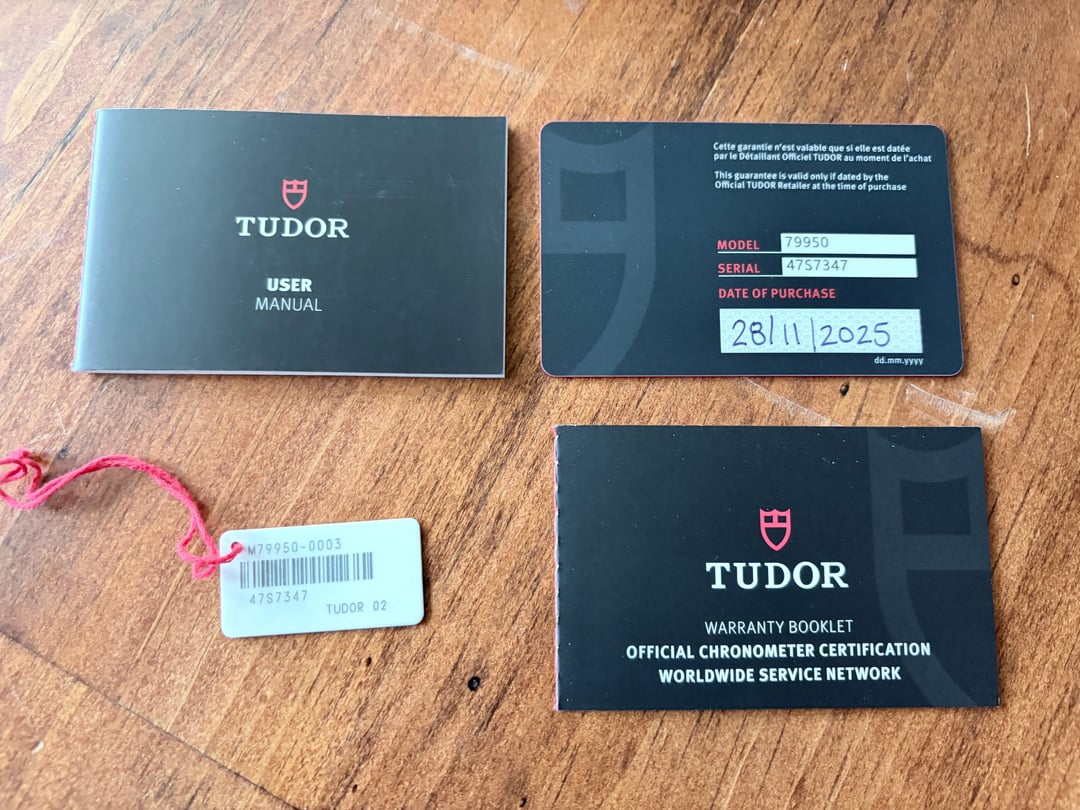 TUDOR
USER
MANUAL
Cette garantie n'est valable que si elle est datée
par le Détaillant Officiel TUDOR au moment de l'achat
This guarantee is valid only if dated by the
Official TUDOR Retailer at the time of purchase
MODEL 79950
SERIAL 47S7347
DATE OF PURCHASE
28/11/2025
dd.mm.yyyy
M79950-0003
47S7347
TUDOR 02
TUDOR
WARRANTY BOOKLET
OFFICIAL CHRONOMETER CERTIFICATION
WORLDWIDE SERVICE NETWORK